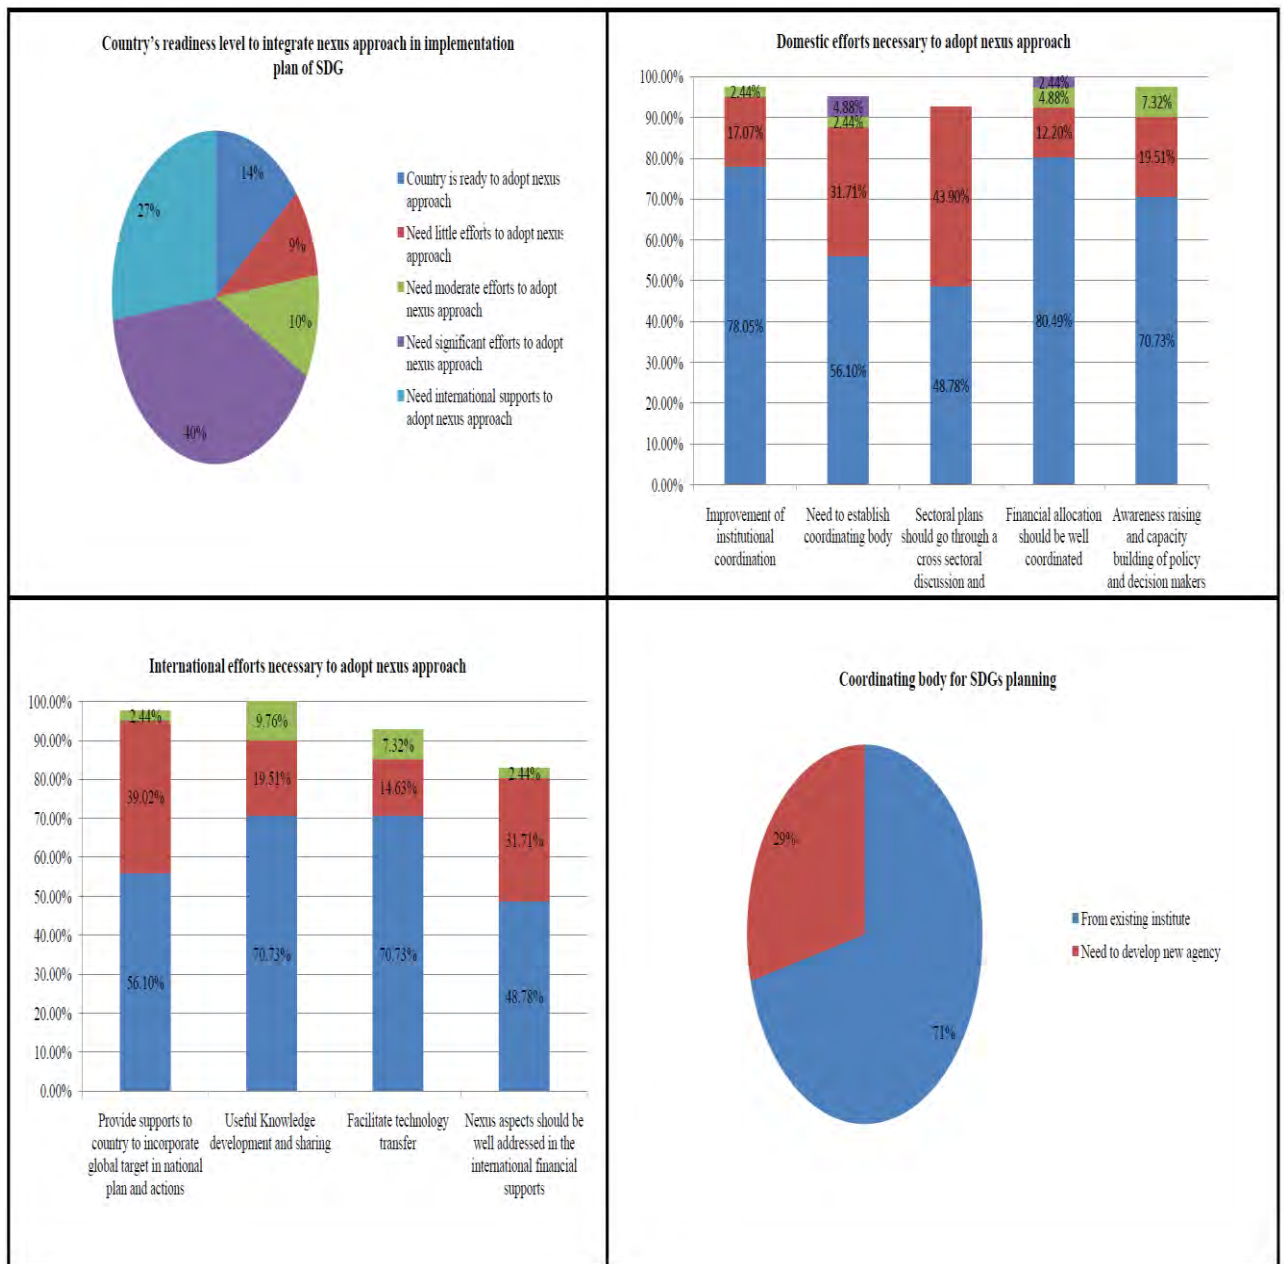 Country's readiness level to integrate nexus approach in implementation
plan of SDG
14%
9%
10%
40%
27%
Country is ready to adopt nexus
approach
Need little efforts to adopt nexus
approach
Need moderate efforts to adopt
nexus approach
Need significant efforts to adopt
nexus approach
Need international supports to
adopt nexus approach
Domestic efforts necessary to adopt nexus approach
100.00%
90.00%
80.00%
70.00%
60.00%
50.00%
40.00%
30.00%
20.00%
10.00%
0.00%
2.44%
17.07%
78.05%
4.88%
2.44%
31.71%
56.10%
43.90%
48.78%
2.44%
4.88%
12.20%
80.49%
7.32%
19.51%
70.73%
Improvement of
institutional
coordination
Need to establish
coordinating body
Sectoral plans
should go through a
cross sectoral
discussion and
Financial allocation
should be well
coordinated
Awareness raising
and capacity
building of policy
and decision makers
International efforts necessary to adopt nexus approach
100.00%
90.00%
80.00%
70.00%
60.00%
50.00%
40.00%
30.00%
20.00%
10.00%
0.00%
2.44%
39.02%
56.10%
9.76%
19.51%
70.73%
7.32%
14.63%
70.73%
2.44%
31.71%
48.78%
Provide supports to
country to incorporate
global target in national
plan and actions
Useful Knowledge
development and sharing
Facilitate technology
transfer
Nexus aspects should be
well addressed in the
international financial
supports
Coordinating body for SDGs planning
29%
71%
From existing institute
Need to develop new agency